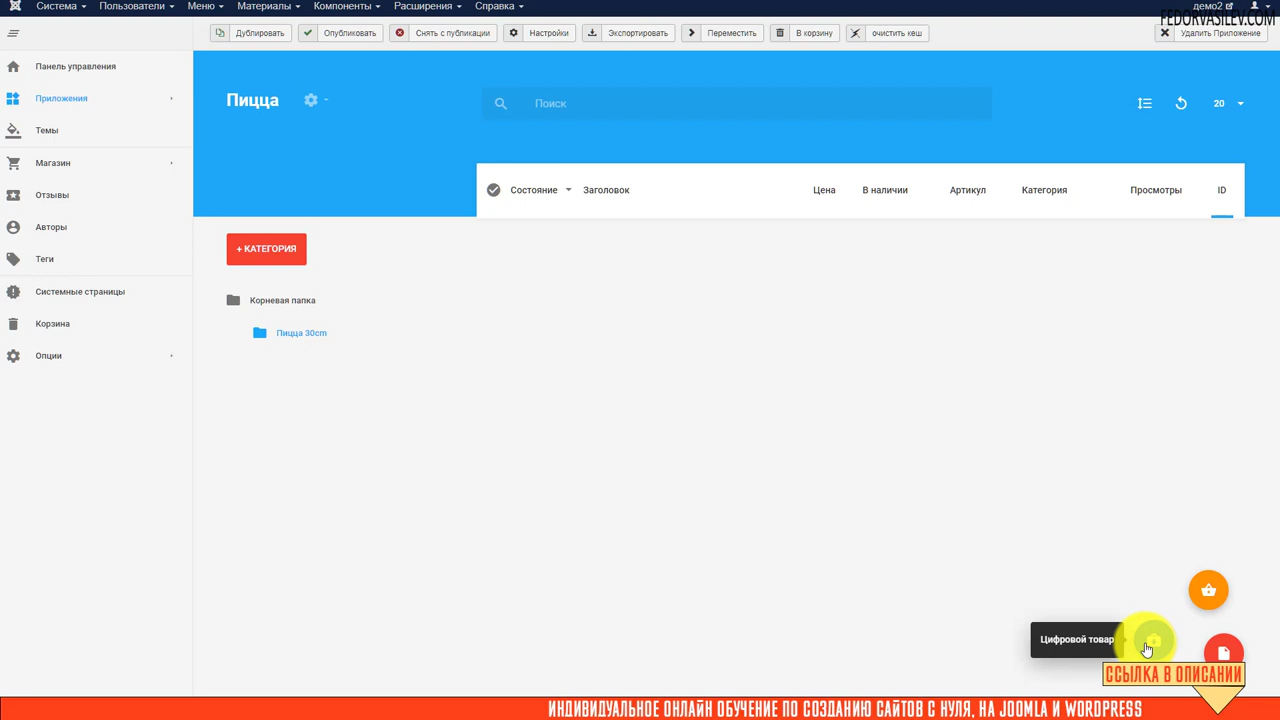 Система Пользователи Меню Материалы Компоненты Расширения Справка демо2
FEDORVASILEV.COM
Дублировать Опубликовать Снять с публикации Настройки Экспортировать Переместить В корзину очистить кеш Удалить Приложение
Панель управления
Приложения
Темы
Магазин
Отзывы
Авторы
Теги
Системные страницы
Корзина
Опции
Пицца
Поиск
20
Состояние Заголовок Цена В наличии Артикул Категория Просмотры ID
+ КАТЕГОРИЯ
Корневая папка
Пицца 30cm
Цифровой товар
ССЫЛКА В ОПИСАНИИ
ИНДИВИДУАЛЬНОЕ ОНЛАЙН ОБУЧЕНИЕ ПО СОЗДАНИЮ САЙТОВ С НУЛЯ, НА JOOMLA И WORDPRESS